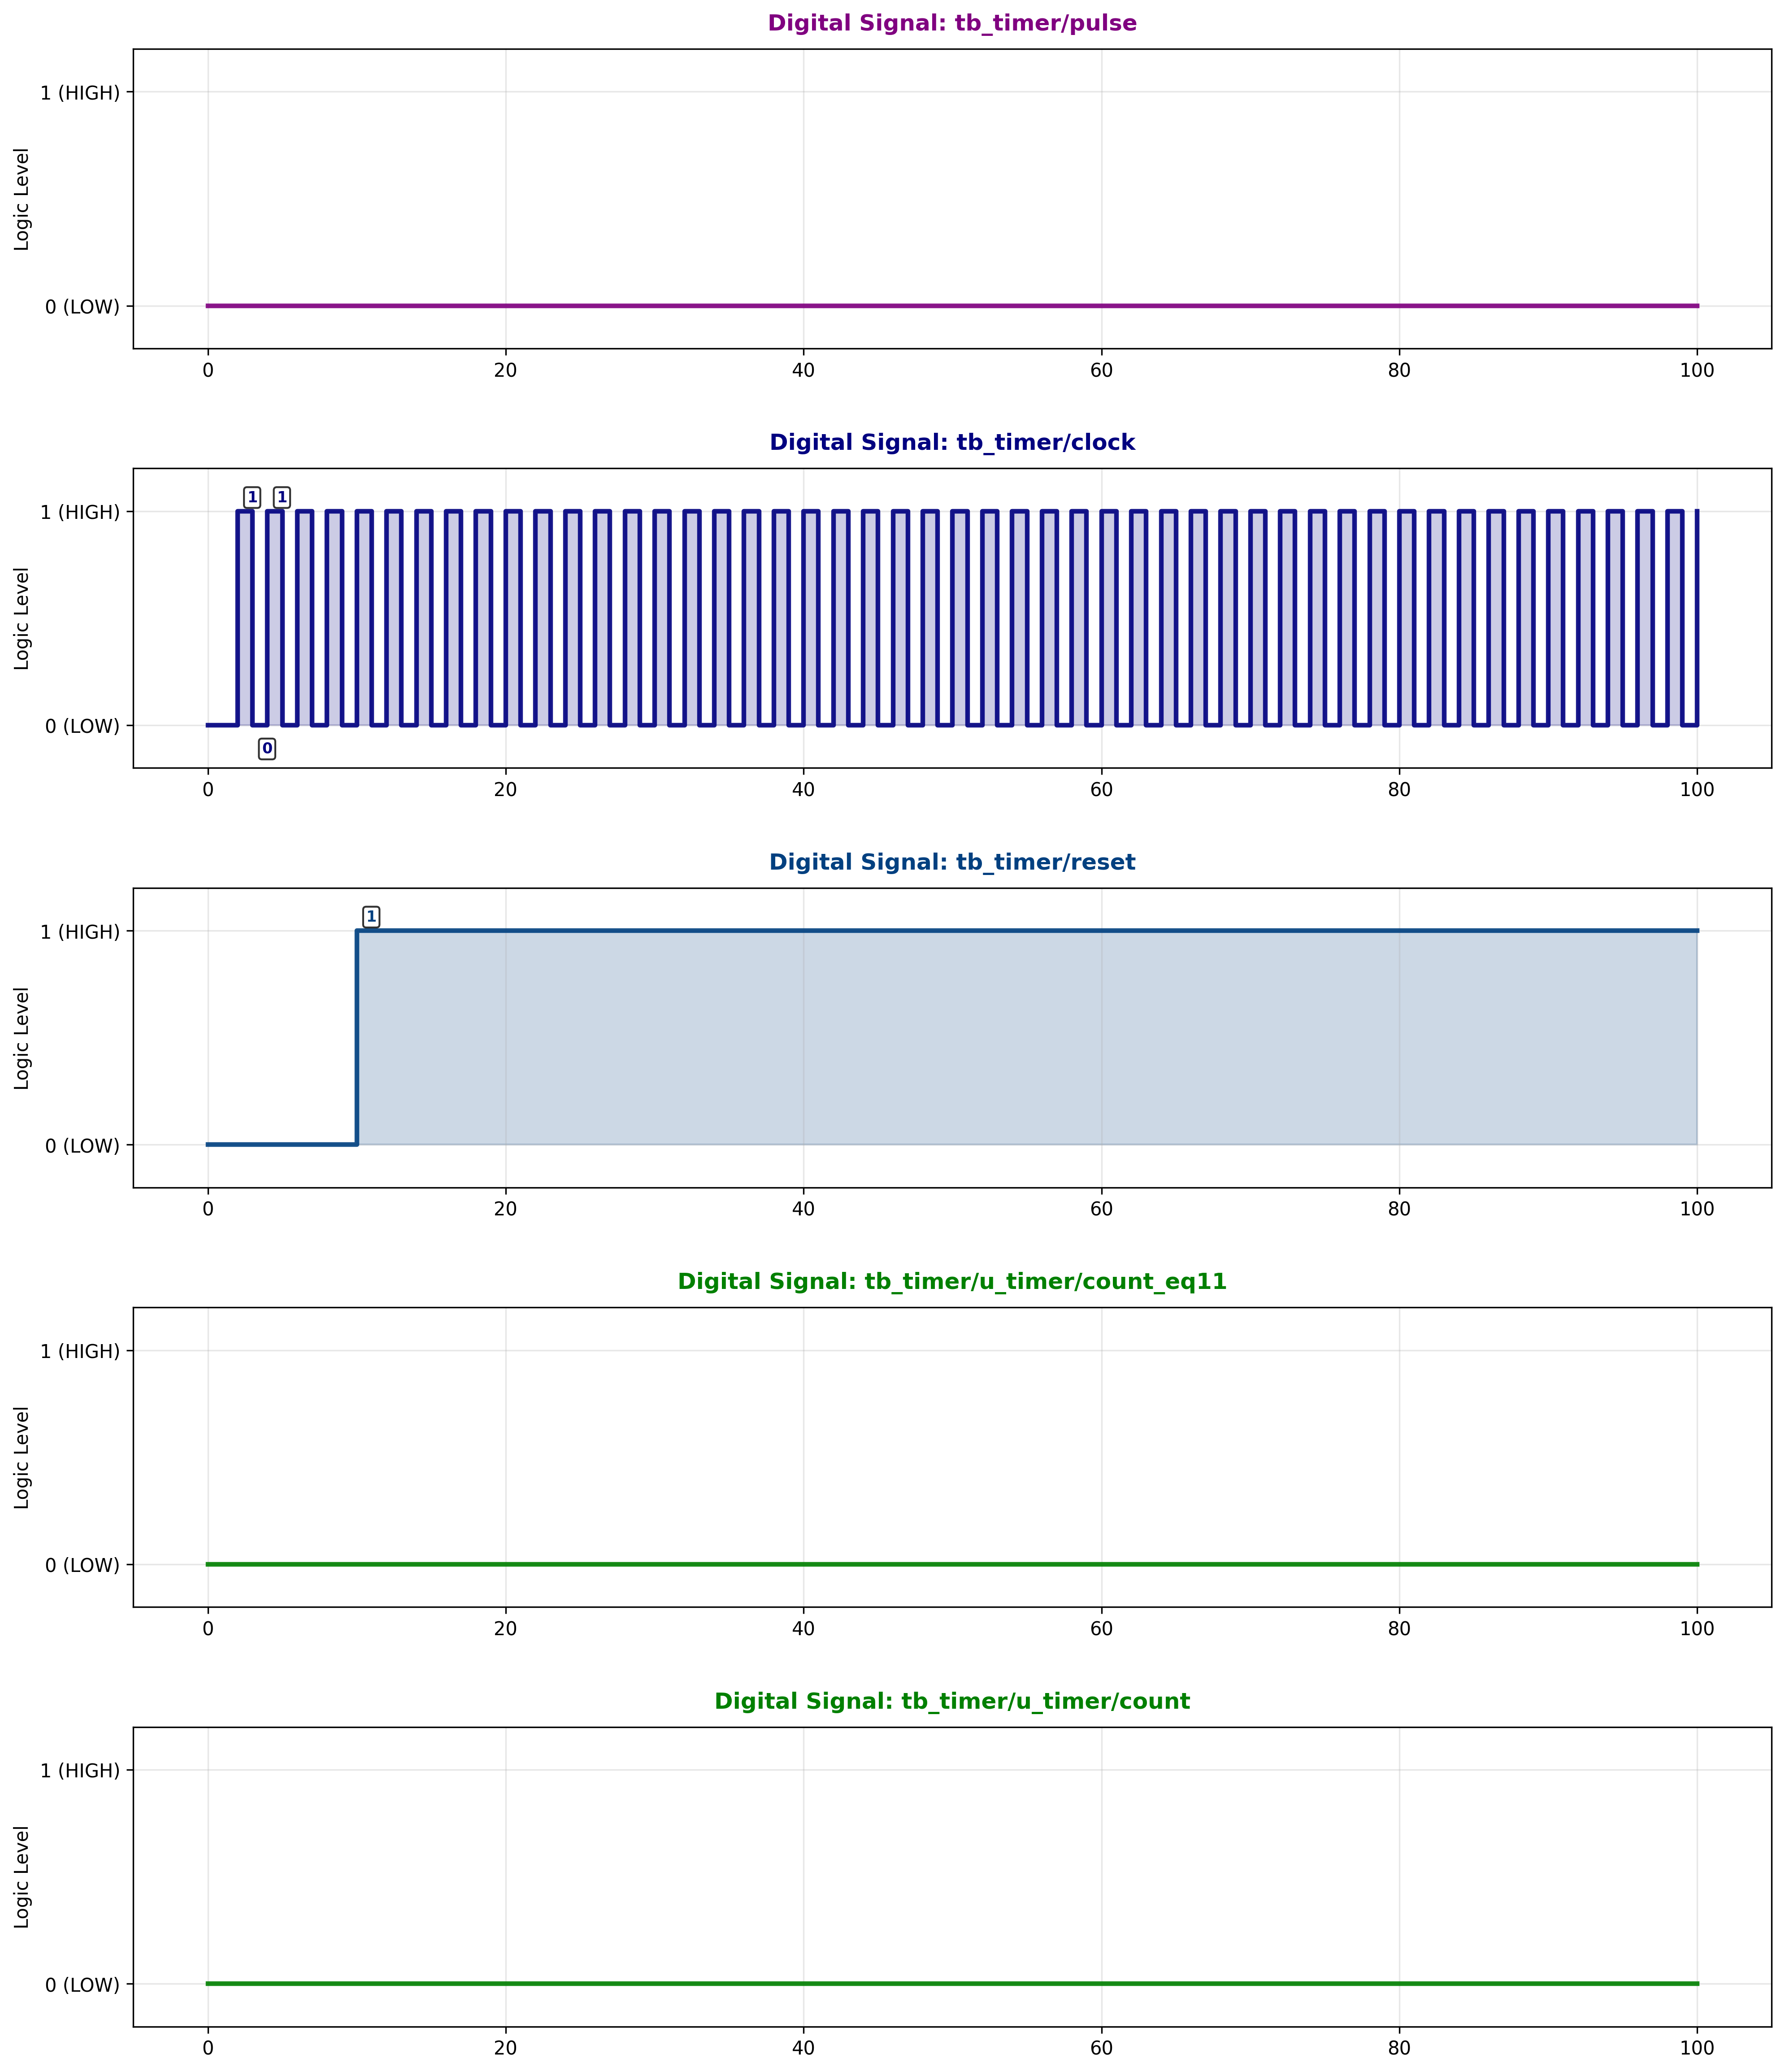 Digital Signal: tb_timer/pulse
Logic Level
1 (HIGH)
0 (LOW)
0 20 40 60 80 100
Digital Signal: tb_timer/clock
Logic Level
1 (HIGH)
0 (LOW)
1 1
0
0 20 40 60 80 100
Digital Signal: tb_timer/reset
Logic Level
1 (HIGH)
0 (LOW)
1
0 20 40 60 80 100
Digital Signal: tb_timer/u_timer/count_eq11
Logic Level
1 (HIGH)
0 (LOW)
0 20 40 60 80 100
Digital Signal: tb_timer/u_timer/count
Logic Level
1 (HIGH)
0 (LOW)
0 20 40 60 80 100